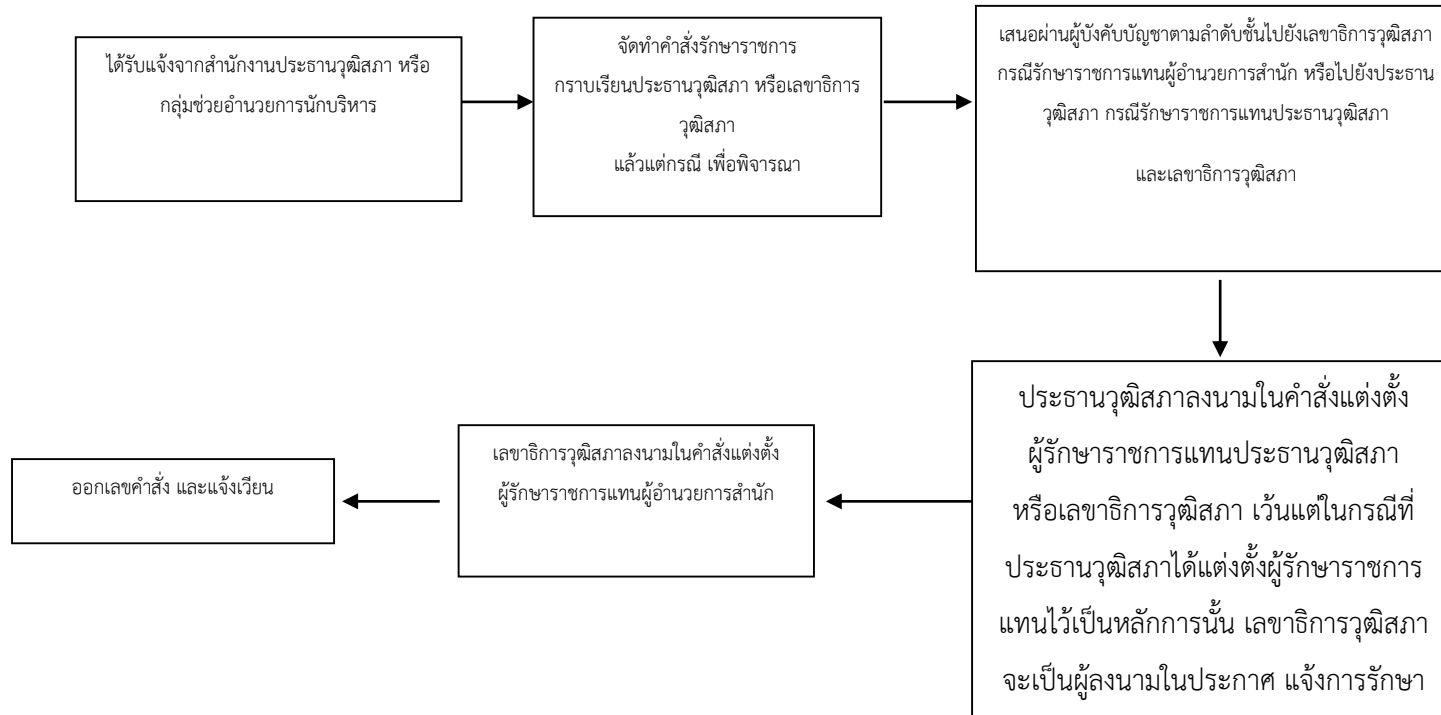 ได้รับแจ้งจากสำนักงานประธานวุฒิสภา หรือ
กลุ่มช่วยอำนวยการนักบริหาร
จัดทำคำสั่งรักษาราชการ
กราบเรียนประธานวุฒิสภา หรือเลขาธิการ
วุฒิสภา
แล้วแต่กรณี เพื่อพิจารณา
เสนอผ่านผู้บังคับบัญชาตามลำดับชั้นไปยังเลขาธิการวุฒิสภา
กรณีรักษาราชการแทนผู้อำนวยการสำนัก หรือไปยังประธาน
วุฒิสภา กรณีรักษาราชการแทนประธานวุฒิสภา
และเลขาธิการวุฒิสภา
ประธานวุฒิสภาลงนามในคำสั่งแต่งตั้ง
ผู้รักษาราชการแทนประธานวุฒิสภา
หรือเลขาธิการวุฒิสภา เว้นแต่ในกรณีที่
ประธานวุฒิสภาได้แต่งตั้งผู้รักษาราชการ
แทนไว้เป็นหลักการนั้น เลขาธิการวุฒิสภา
จะเป็นผู้ลงนามในประกาศ แจ้งการรักษา
เลขาธิการวุฒิสภาลงนามในคำสั่งแต่งตั้ง
ผู้รักษาราชการแทนผู้อำนวยการสำนัก
ออกเลขคำสั่ง และแจ้งเวียน